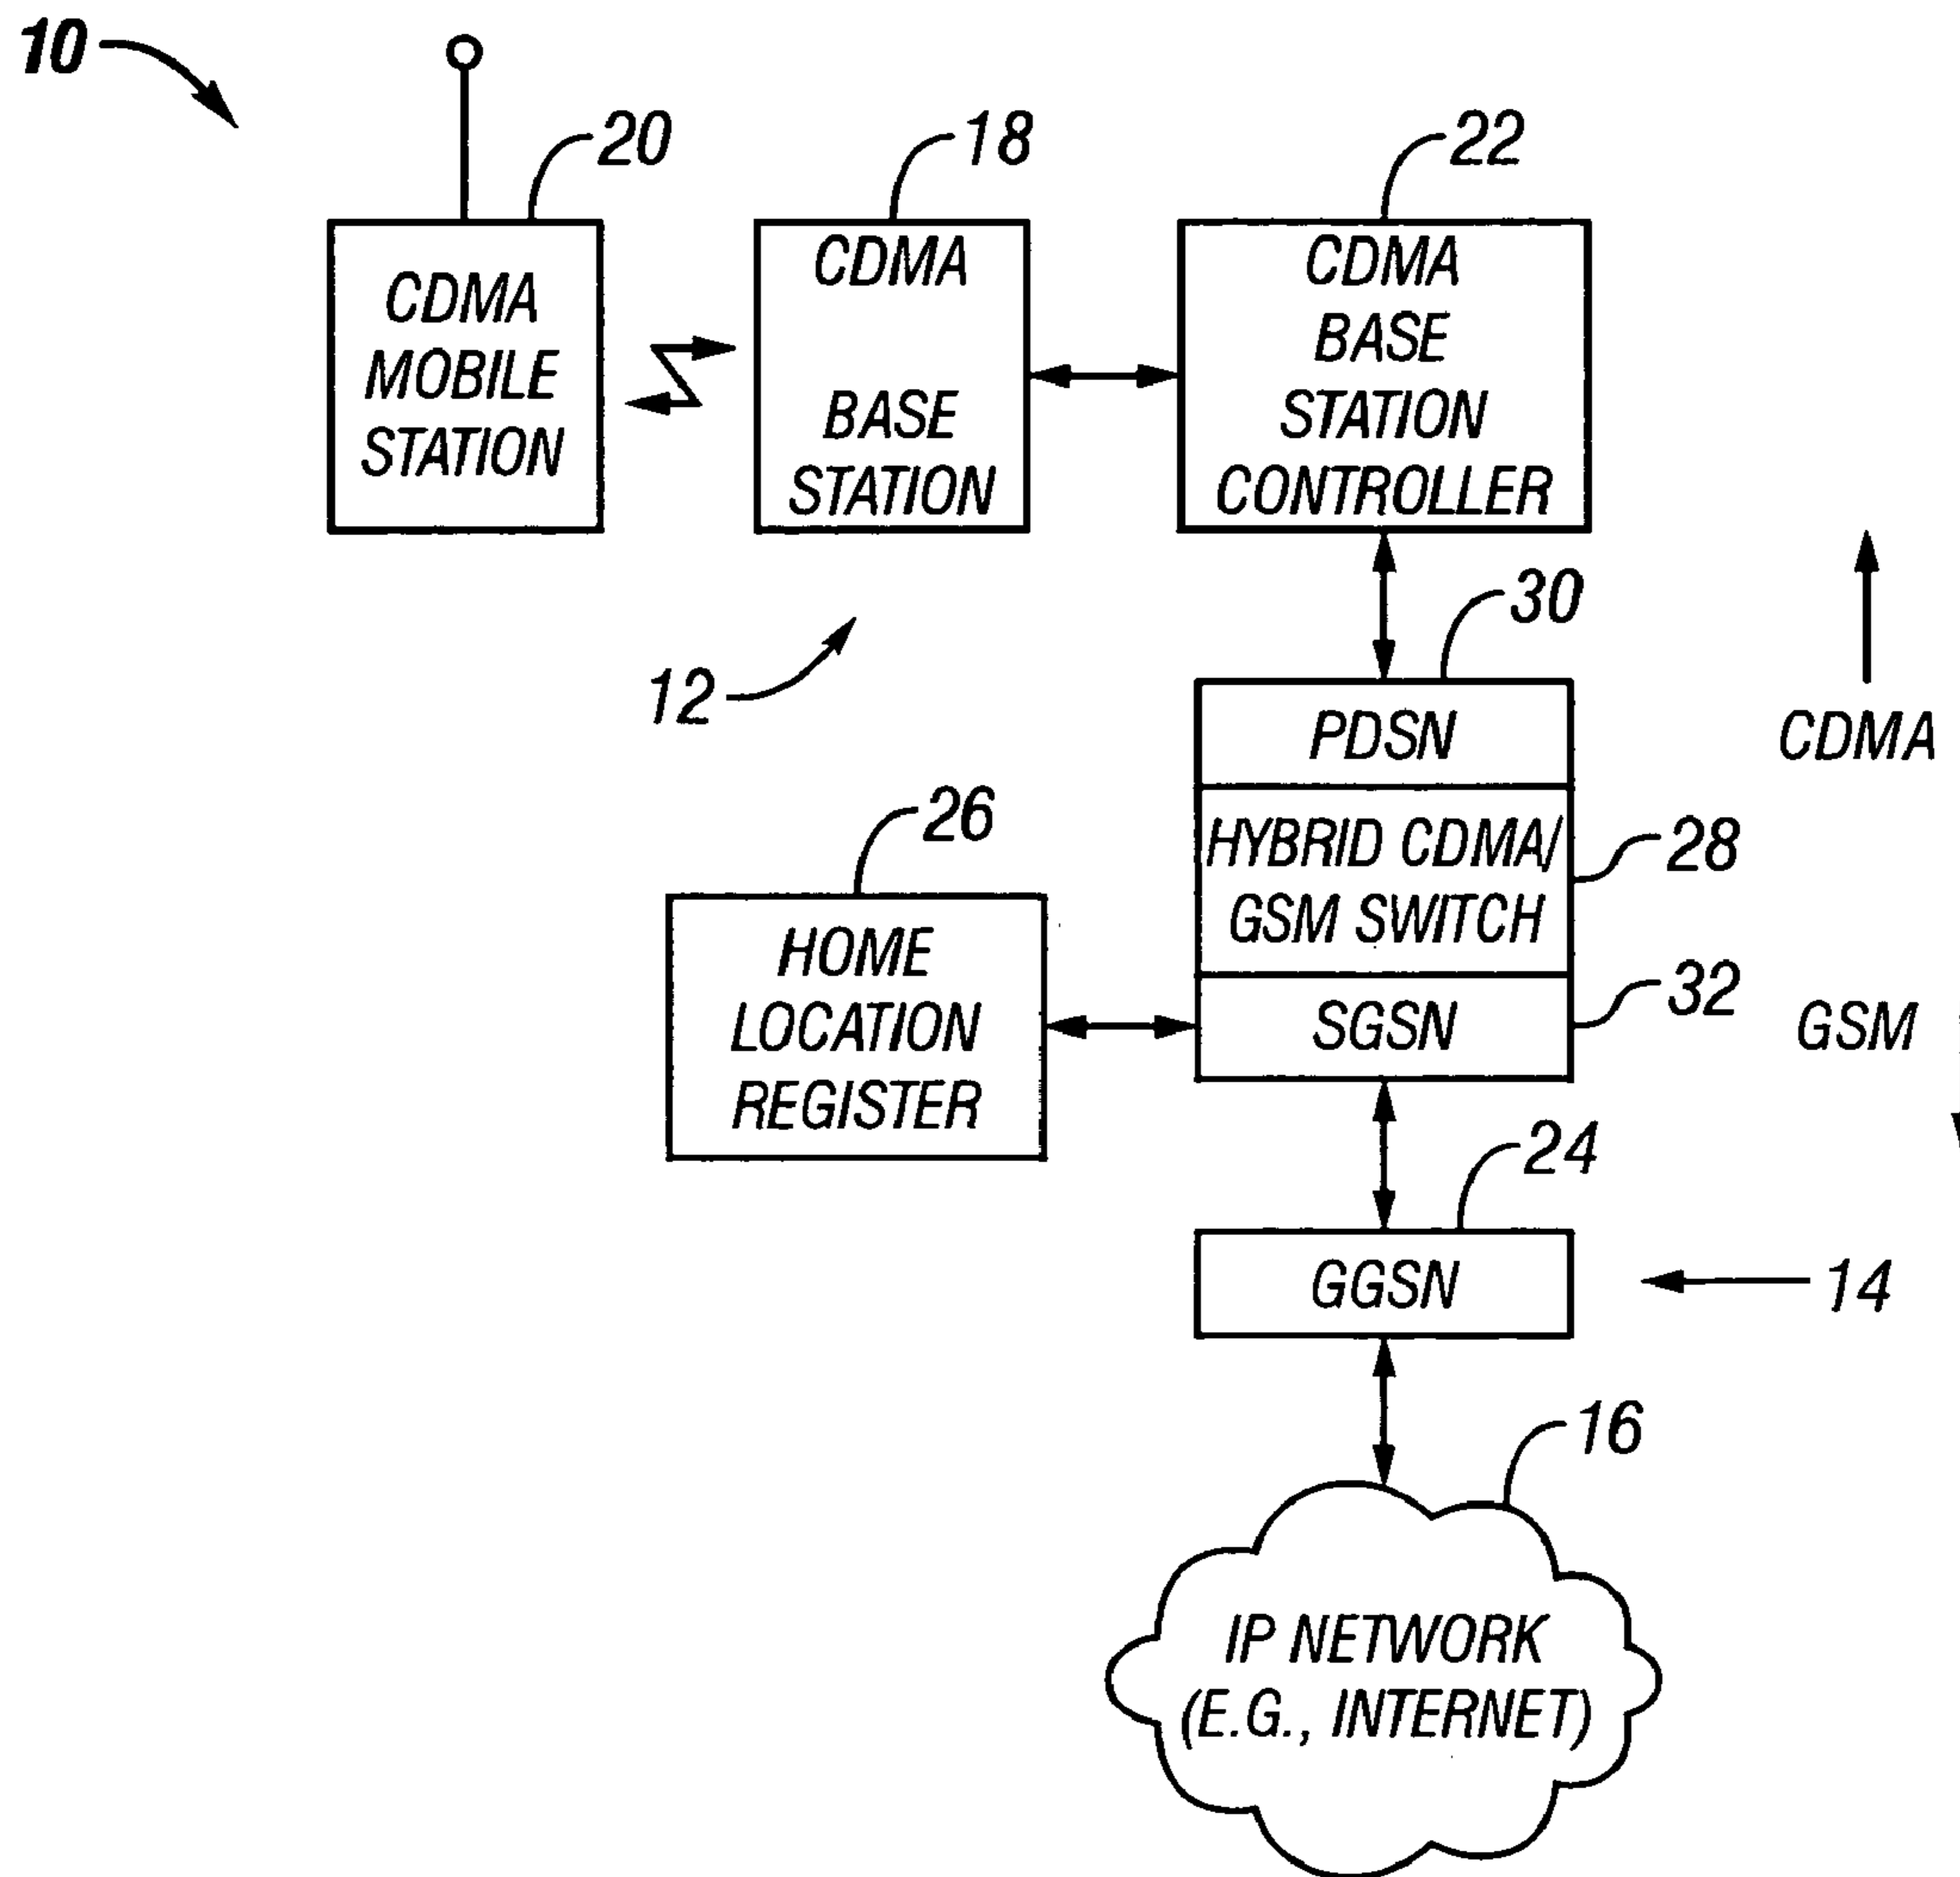 10
20
18
22
CDMA
MOBILE
STATION
CDMA
BASE
STATION
CDMA
BASE
STATION
CONTROLLER
12
30
PDSN
CDMA
HYBRID CDMA/
GSM SWITCH
28
26
HOME
LOCATION
REGISTER
SGSN
32
GSM
24
GGSN
14
16
IP NETWORK
(E.G., INTERNET)